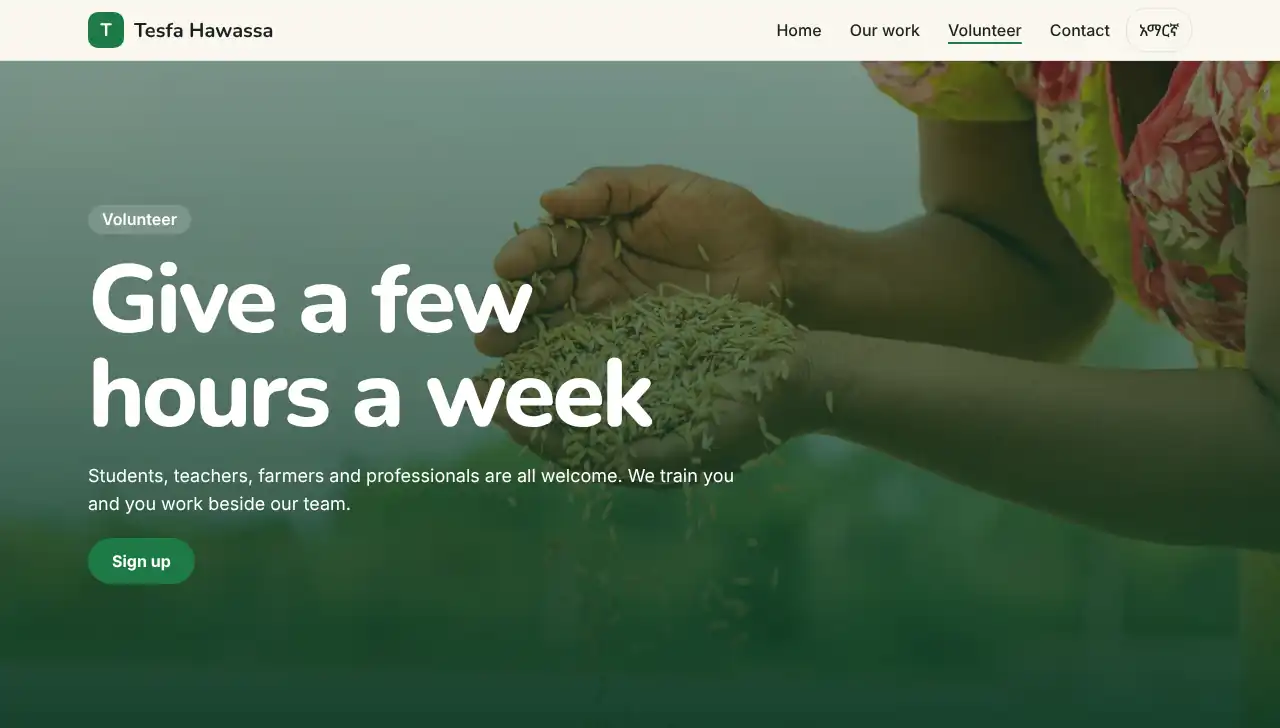 T Tesfa Hawassa
Home Our work Volunteer Contact አማርኛ
Volunteer
Give a few
hours a week
Students, teachers, farmers and professionals are all welcome. We train you
and you work beside our team.
Sign up